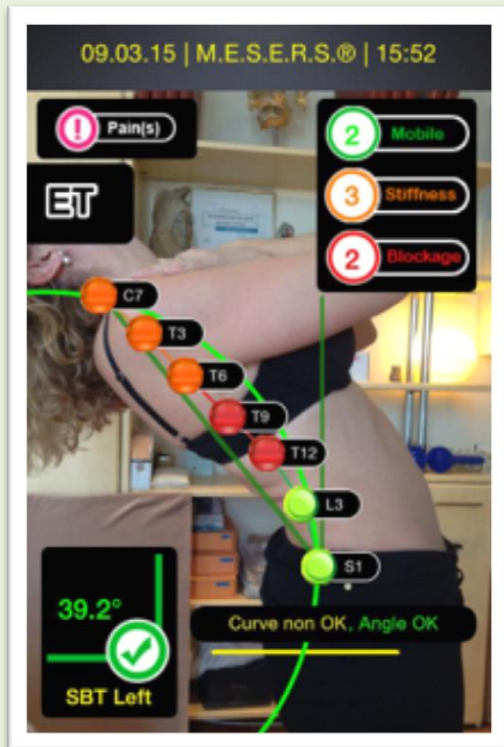 09.03.15 | M.E.S.E.R.S.® | 15:52
! Pain(s)
ET
2 Mobile
3 Stiffness
2 Blockage
C7
T3
T6
T9
T12
L3
S1
39.2°
SBT Left
Curve non OK, Angle OK